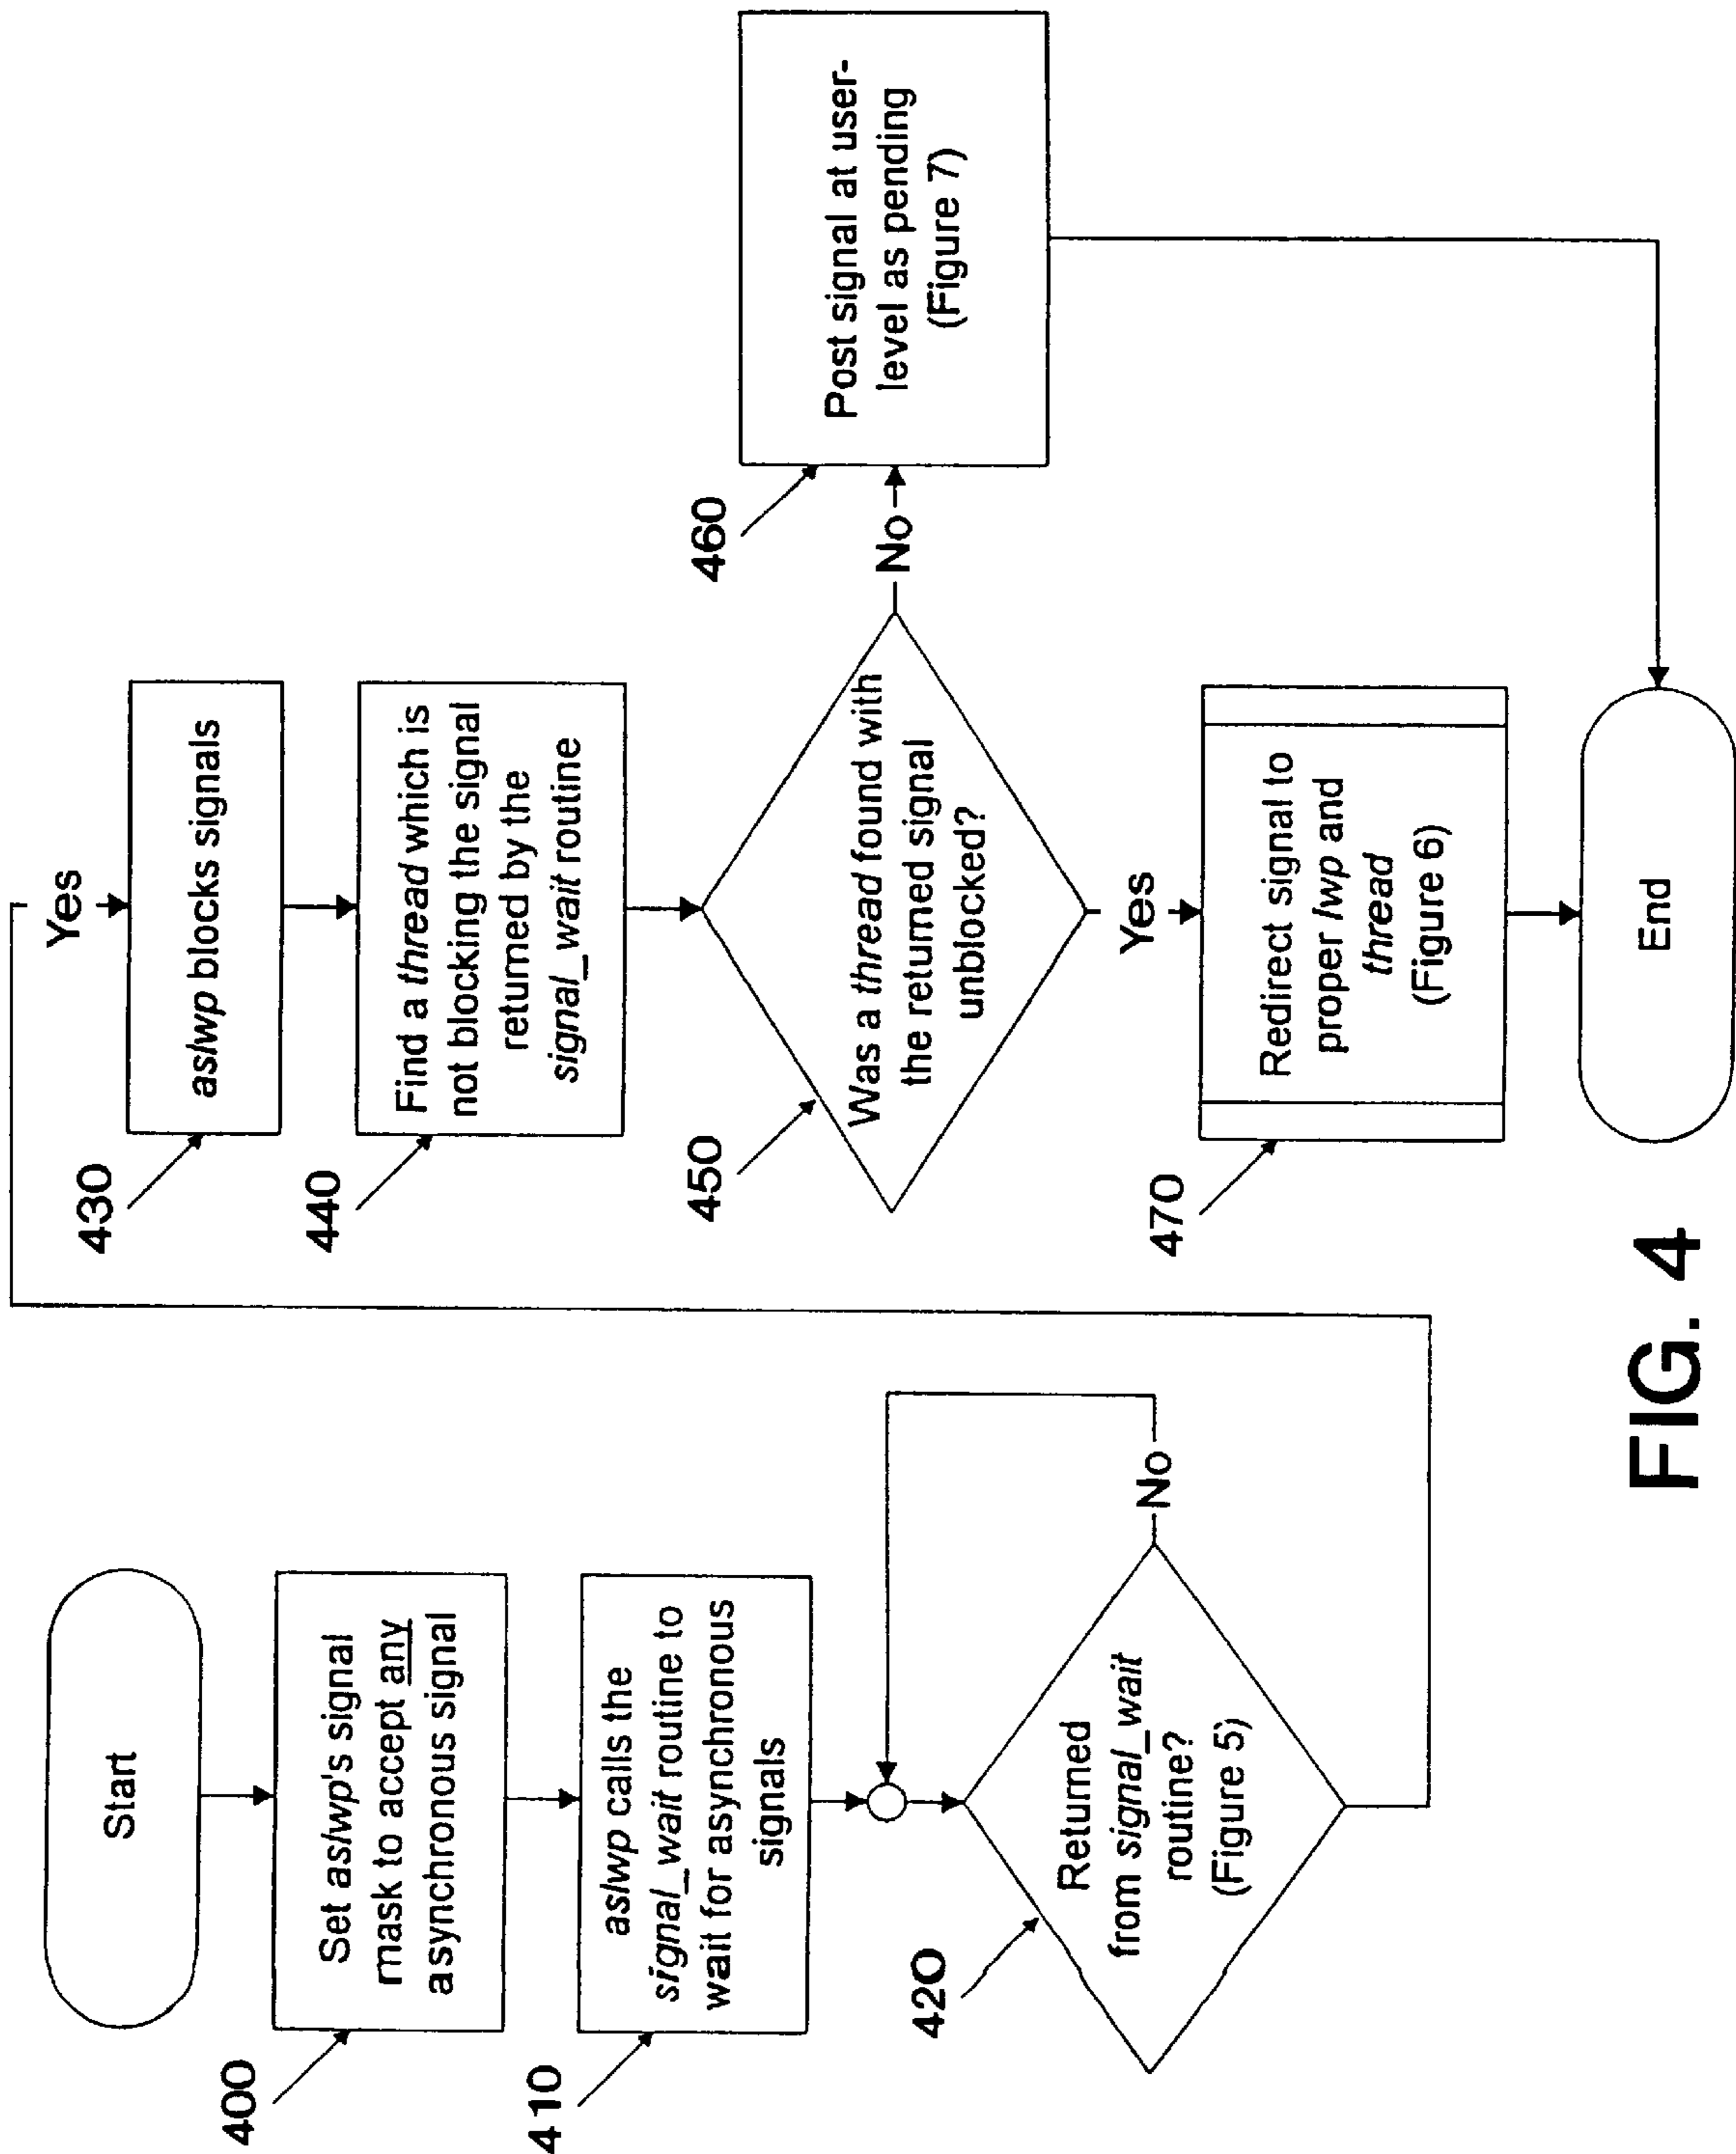 Start
400
Set aslwp's signal
mask to accept any
asynchronous signal
410
aslwp calls the
signal_wait routine to
wait for asynchronous
signals
420
Returned
from signal_wait
routine?
(Figure 5)
No
Yes
430
aslwp blocks signals
440
Find a thread which is
not blocking the signal
returned by the
signal_wait routine
450
Was a thread found with
the returned signal
unblocked?
No
460
Post signal at user-
level as pending
(Figure 7)
Yes
470
Redirect signal to
proper lwp and
thread
(Figure 6)
End
FIG. 4